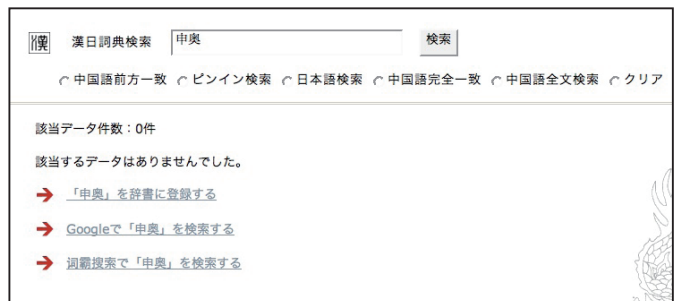 漢 漢日詞典検索 申奥 検索
中国語前方一致 ピンイン検索 日本語検索 中国語完全一致 中国語全文検索 クリア
該当データ件数：0件
該当するデータはありませんでした。
「申奥」を辞書に登録する
Googleで「申奥」を検索する
词霸搜索で「申奥」を検索する